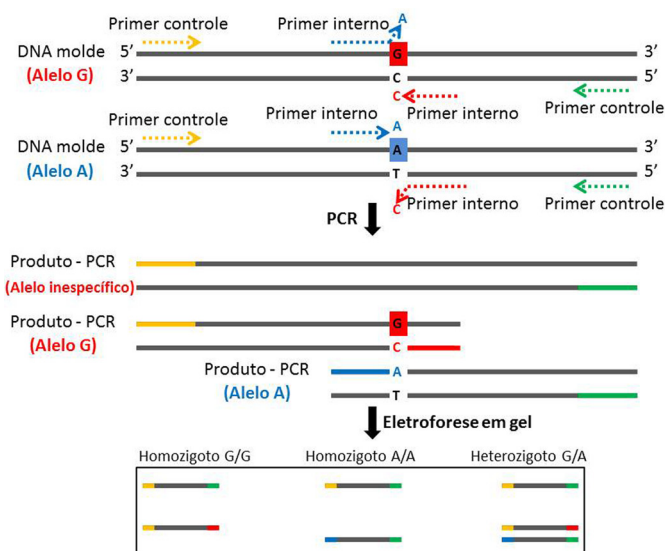 Primer controle
Primer interno
A
DNA molde 5’ G 3’
(Alelo G) 3’ C 5’
C
Primer interno
Primer controle
Primer controle
Primer interno
A
DNA molde 5’ A 3’
(Alelo A) 3’ T 5’
C
Primer interno
Primer controle
PCR
Produto - PCR
(Alelo inespecífico)
Produto - PCR G
(Alelo G) C
Produto - PCR A
(Alelo A) T
Eletroforese em gel
Homozigoto G/G Homozigoto A/A Heterozigoto G/A